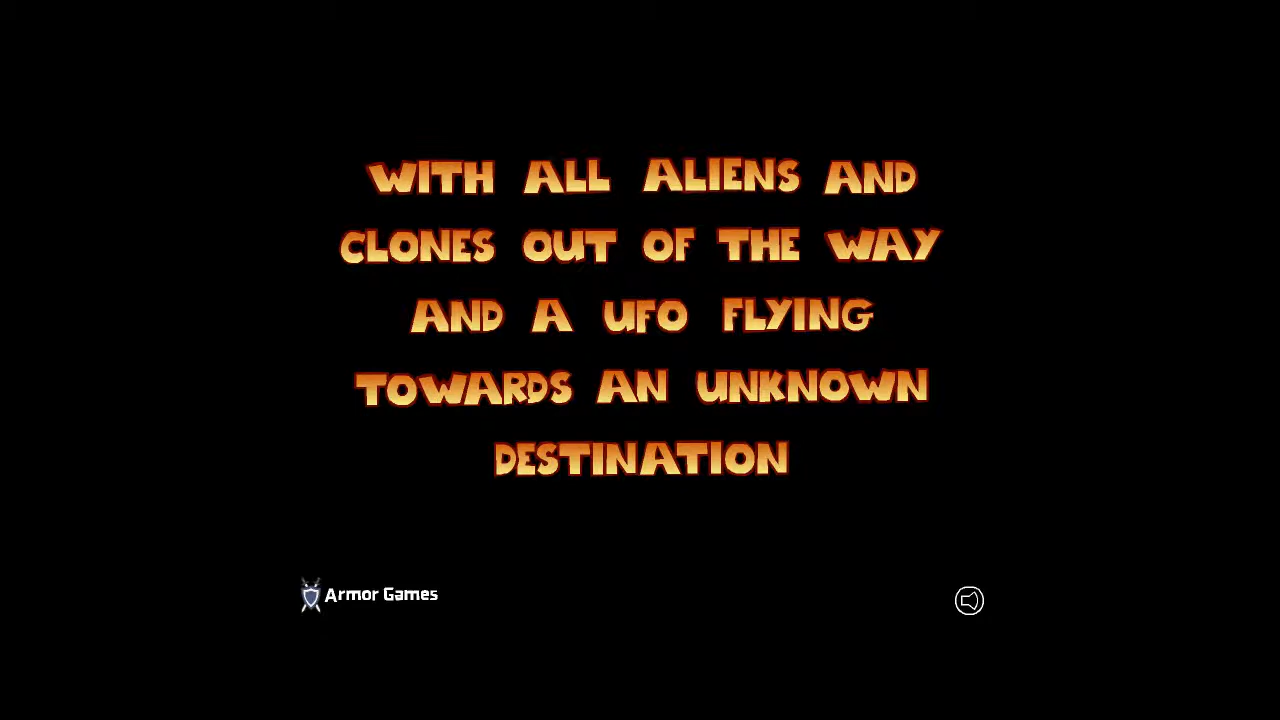 WITH ALL ALIENS AND
CLONES OUT OF THE WAY
AND A UFO FLYING
TOWARDS AN UNKNOWN
DESTINATION
Armor Games